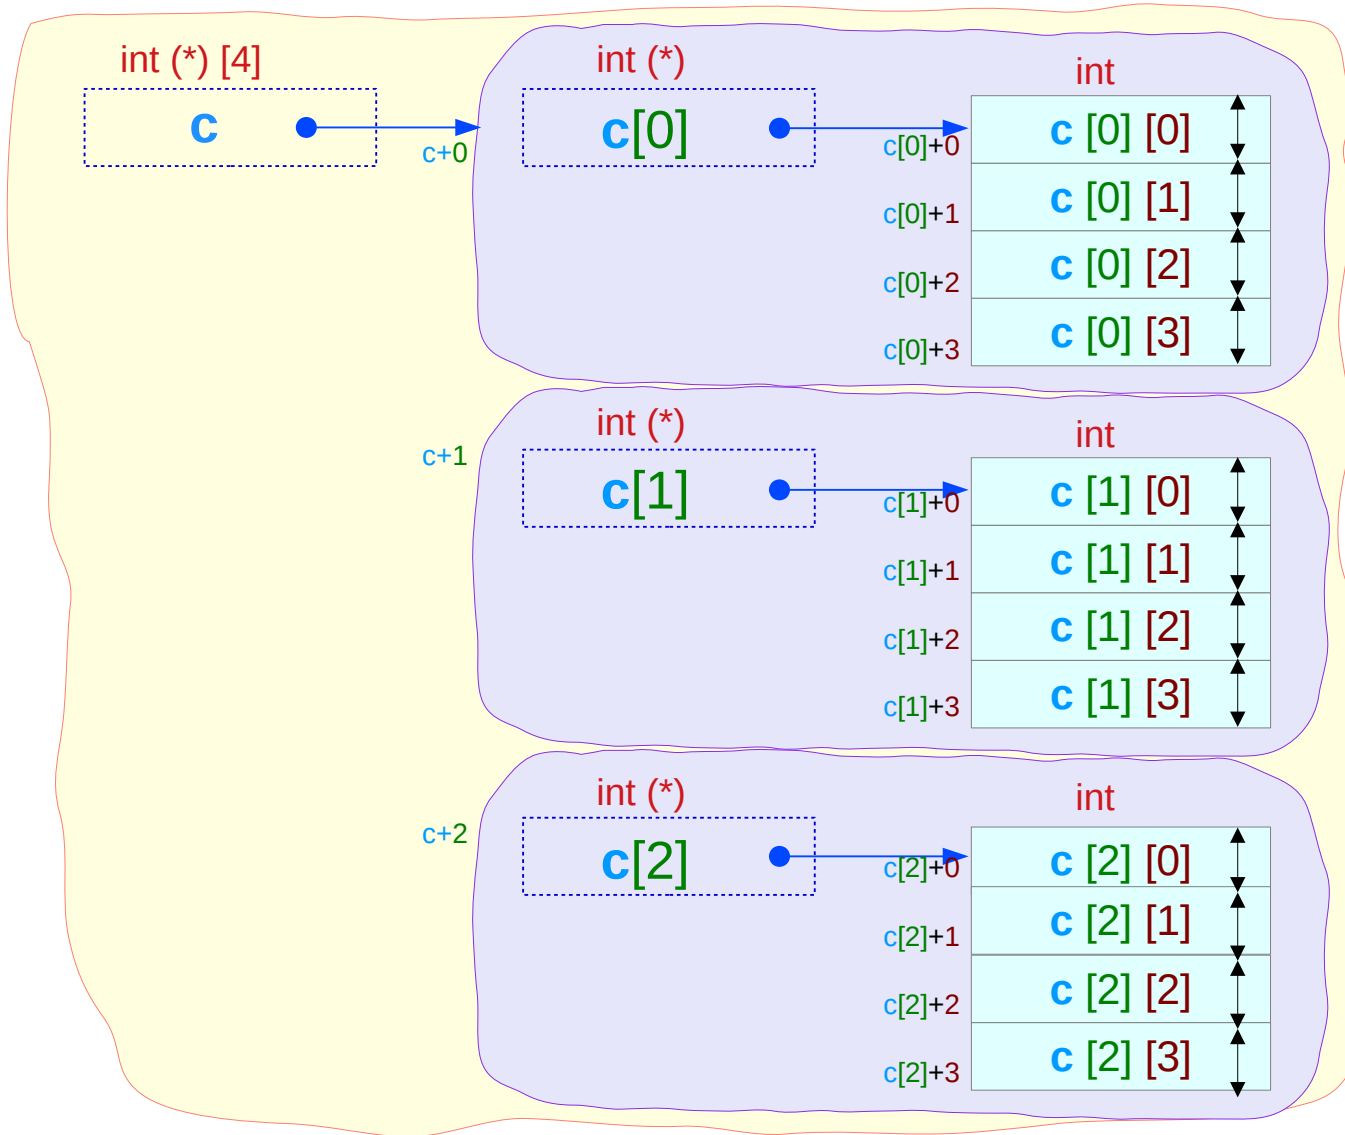 int (*) [4]
int (*)
int
c
c[0]
c [0] [0]
c+0
c[0]+0
c [0] [1]
c[0]+1
c [0] [2]
c[0]+2
c [0] [3]
c[0]+3
int (*)
int
c+1
c[1]
c [1] [0]
c[1]+0
c [1] [1]
c[1]+1
c [1] [2]
c[1]+2
c [1] [3]
c[1]+3
int (*)
int
c+2
c[2]
c [2] [0]
c[2]+0
c [2] [1]
c[2]+1
c [2] [2]
c[2]+2
c [2] [3]
c[2]+3